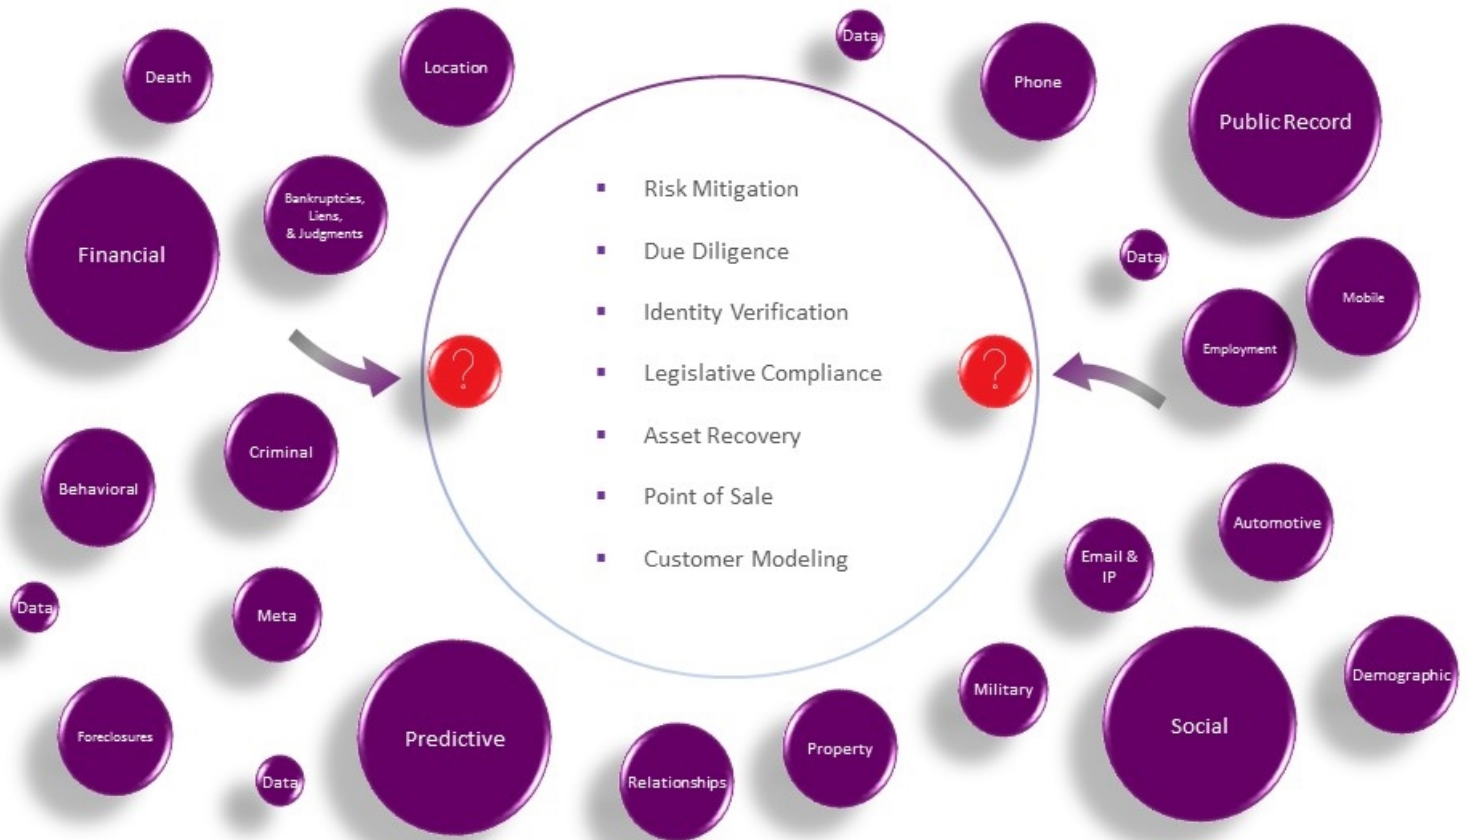 Data
Death
Location
Phone
Public Record
Bankruptcies,
Liens,
& Judgments
Financial
Data
Mobile
Employment
Risk Mitigation
Due Diligence
Identity Verification
Legislative Compliance
Asset Recovery
Point of Sale
Customer Modeling
?
?
Criminal
Behavioral
Automotive
Email &
IP
Data
Meta
Military
Demographic
Foreclosures
Predictive
Social
Property
Relationships
Data